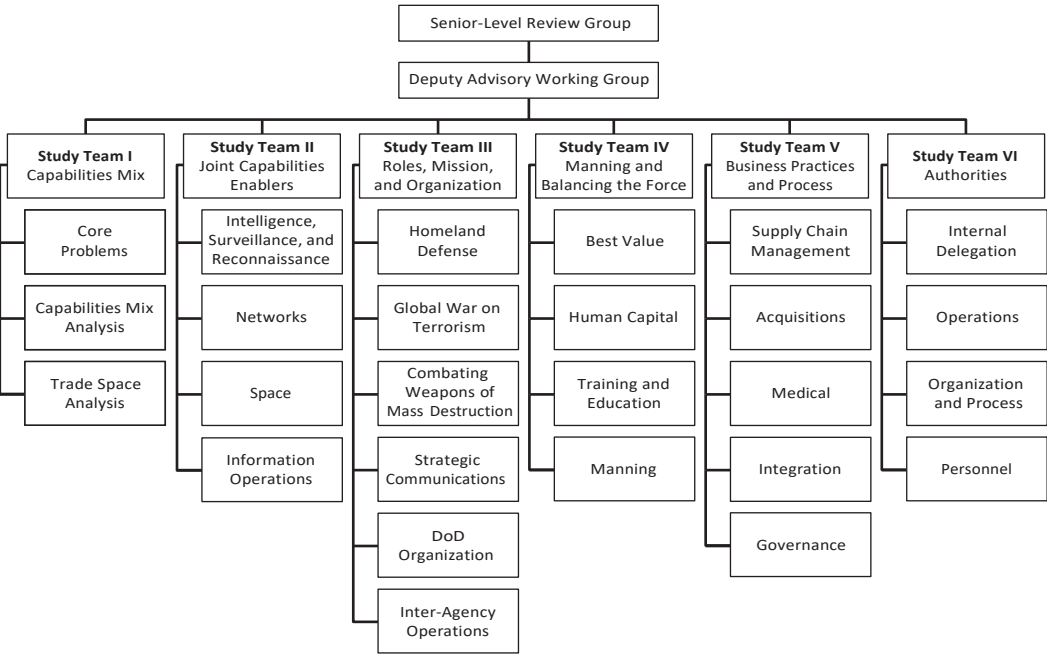 Senior-Level Review Group
Deputy Advisory Working Group
Study Team I
Capabilities Mix
Core
Problems
Capabilities Mix
Analysis
Trade Space
Analysis
Study Team II
Joint Capabilities
Enablers
Intelligence,
Surveillance, and
Reconnaissance
Networks
Space
Information
Operations
Study Team III
Roles, Mission,
and Organization
Homeland
Defense
Global War on
Terrorism
Combating
Weapons of
Mass Destruction
Strategic
Communications
DoD
Organization
Inter-Agency
Operations
Study Team IV
Manning and
Balancing the Force
Best Value
Human Capital
Training and
Education
Manning
Study Team V
Business Practices
and Process
Supply Chain
Management
Acquisitions
Medical
Integration
Governance
Study Team VI
Authorities
Internal
Delegation
Operations
Organization
and Process
Personnel